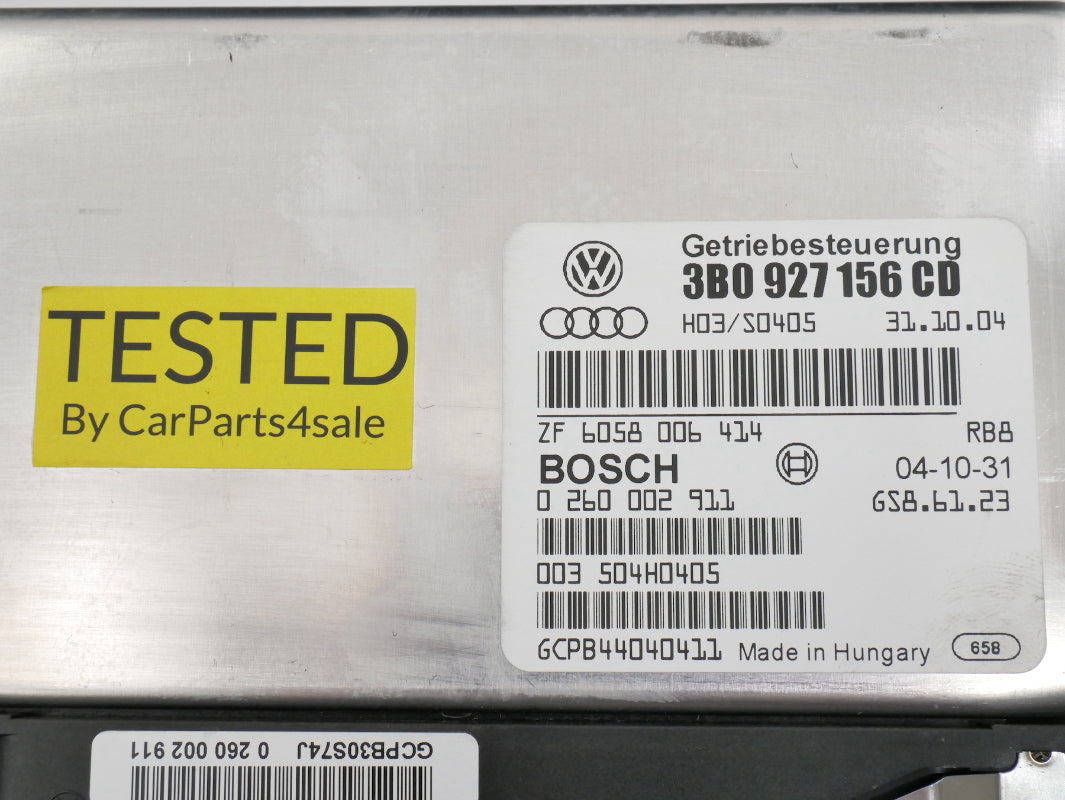 TESTED
By CarParts4sale
Getriebesteuerung
3B0 927 156 CD
H03/S0405 31.10.04
ZF 6058 006 414 RB8
BOSCH 04-10-31
0 260 002 911 GS8.61.23
003 S04H0405
GCPB44040411 Made in Hungary 658
GCPB30S74J 0 260 002 911